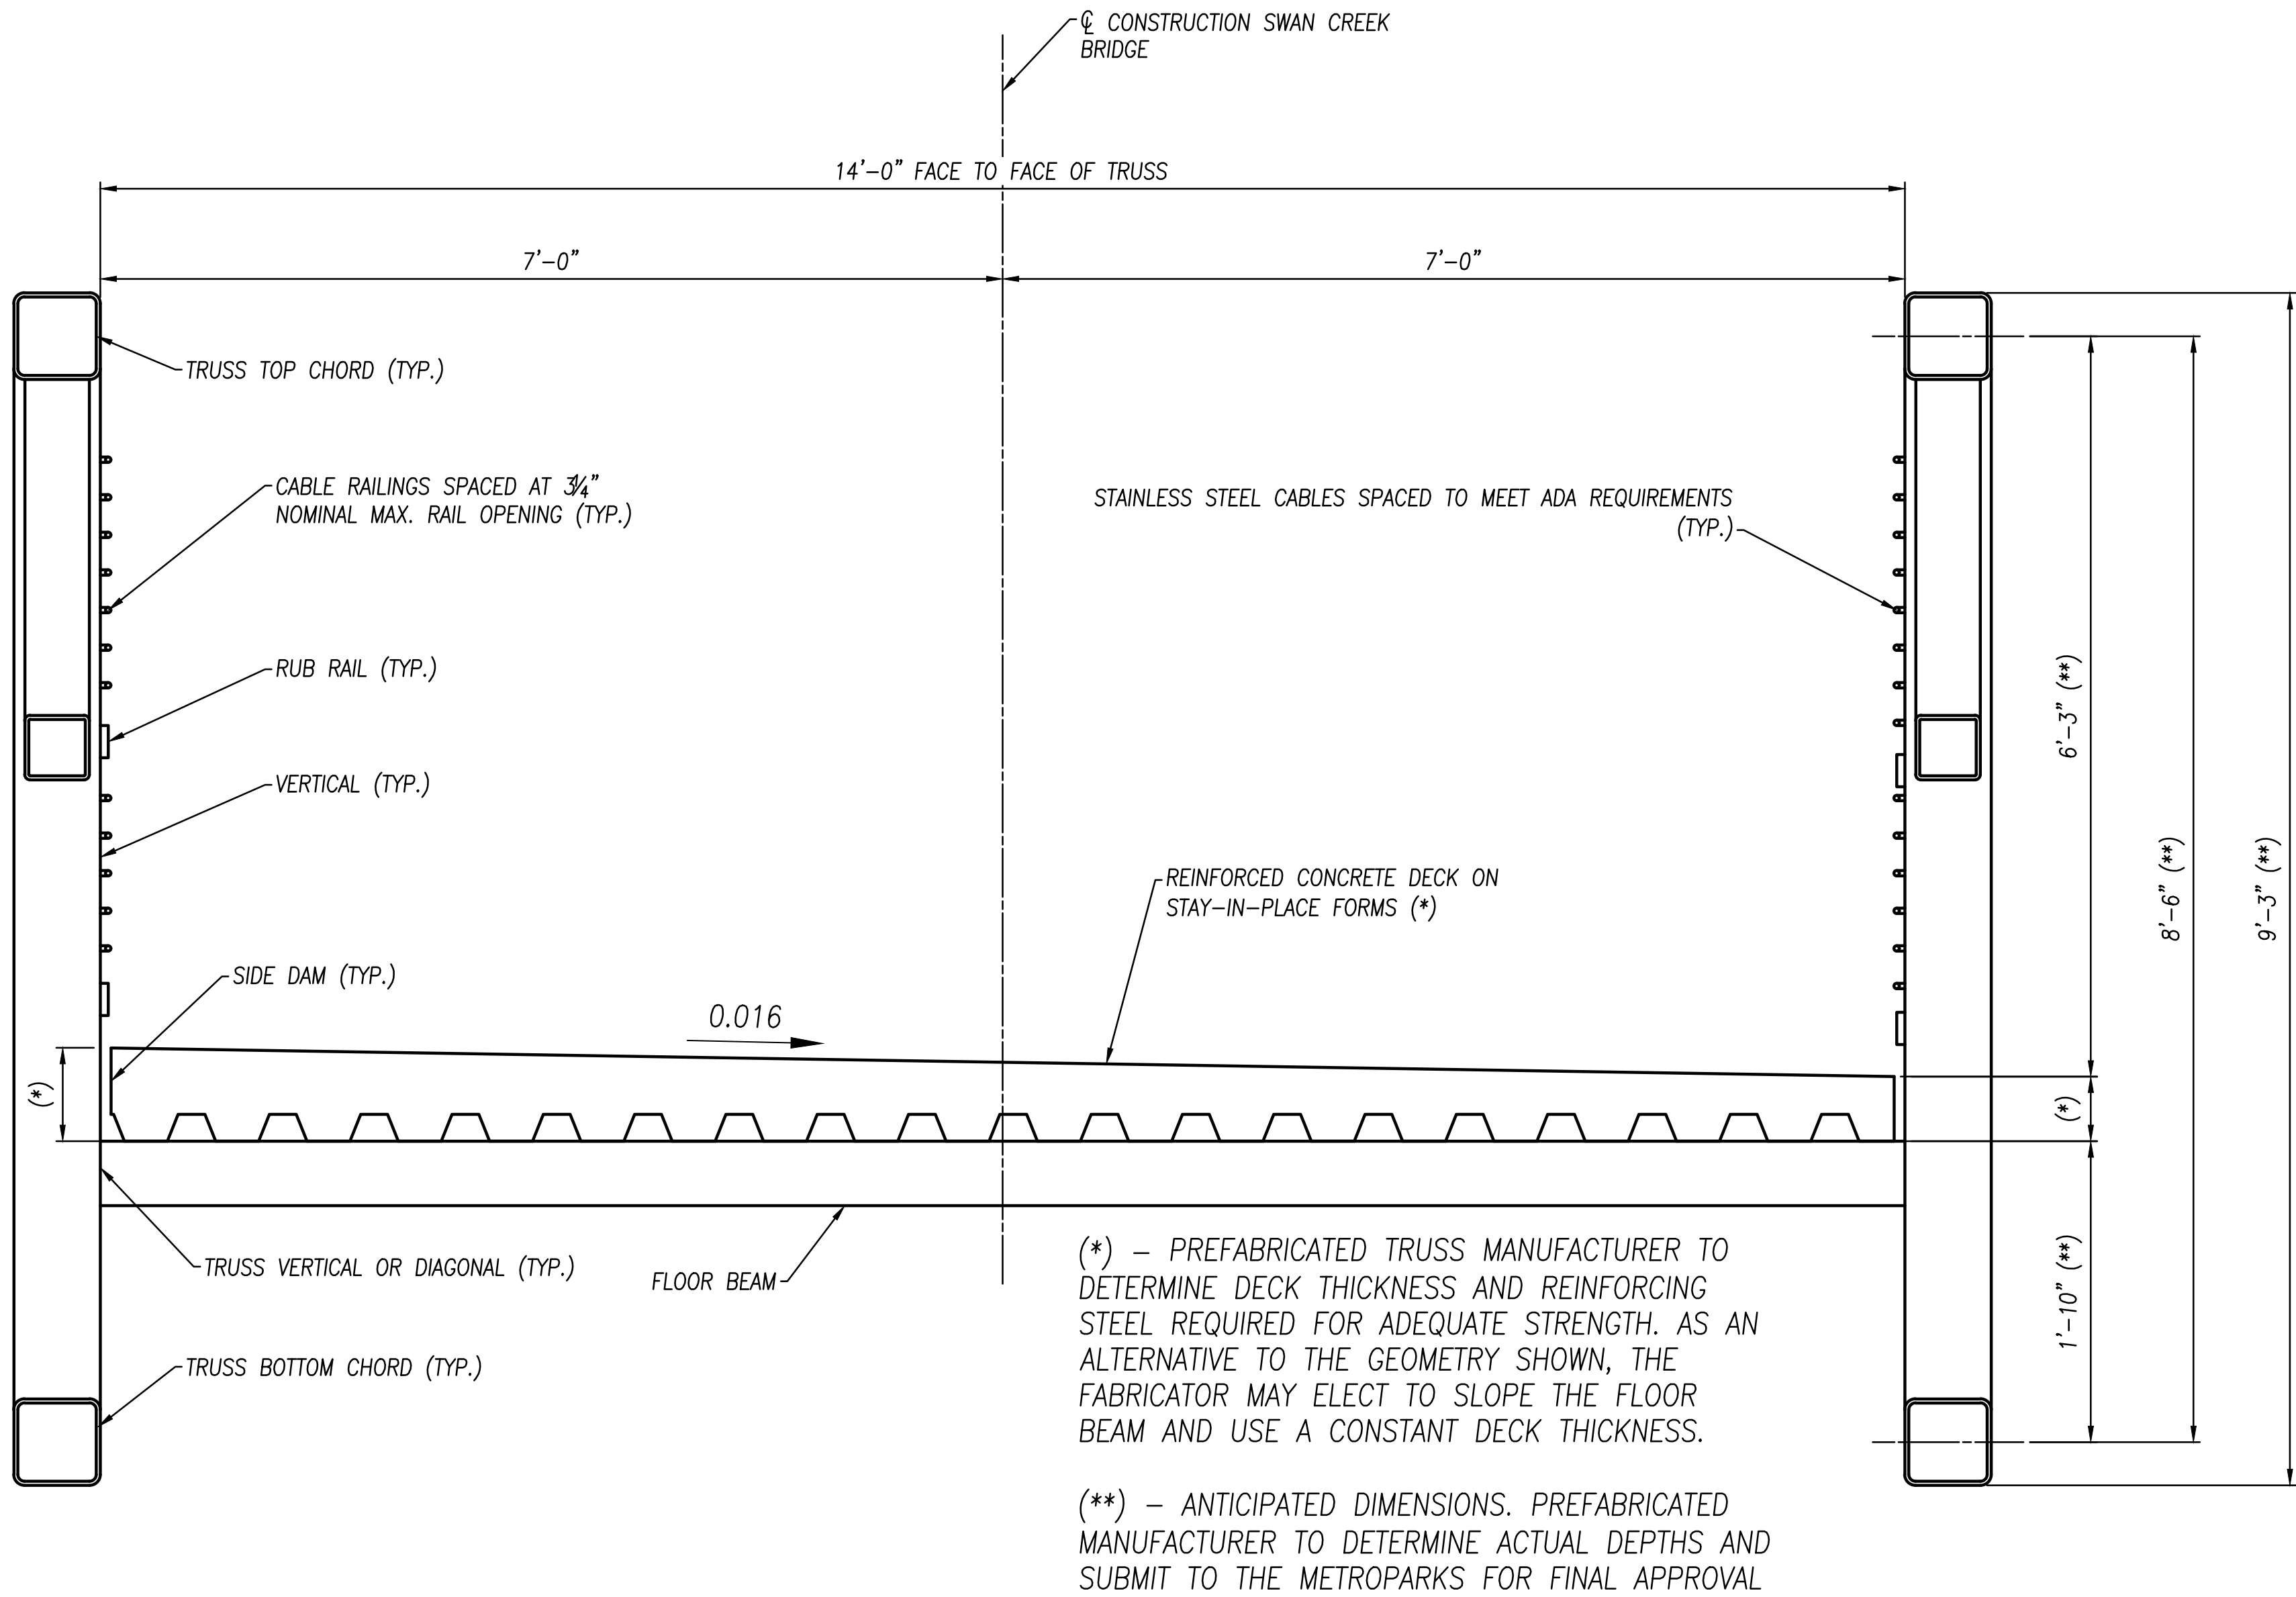 ℄ CONSTRUCTION SWAN CREEK
BRIDGE
14'-0" FACE TO FACE OF TRUSS
7'-0"
7'-0"
TRUSS TOP CHORD (TYP.)
CABLE RAILINGS SPACED AT 3¼"
NOMINAL MAX. RAIL OPENING (TYP.)
STAINLESS STEEL CABLES SPACED TO MEET ADA REQUIREMENTS
(TYP.)
RUB RAIL (TYP.)
6'-3" (**)
VERTICAL (TYP.)
8'-6" (**)
9'-3" (**)
REINFORCED CONCRETE DECK ON
STAY-IN-PLACE FORMS (*)
SIDE DAM (TYP.)
0.016
(*)
(*)
TRUSS VERTICAL OR DIAGONAL (TYP.)
FLOOR BEAM
1'-10" (**)
TRUSS BOTTOM CHORD (TYP.)
(*) - PREFABRICATED TRUSS MANUFACTURER TO
DETERMINE DECK THICKNESS AND REINFORCING
STEEL REQUIRED FOR ADEQUATE STRENGTH. AS AN
ALTERNATIVE TO THE GEOMETRY SHOWN, THE
FABRICATOR MAY ELECT TO SLOPE THE FLOOR
BEAM AND USE A CONSTANT DECK THICKNESS.
(**) - ANTICIPATED DIMENSIONS. PREFABRICATED
MANUFACTURER TO DETERMINE ACTUAL DEPTHS AND
SUBMIT TO THE METROPARKS FOR FINAL APPROVAL